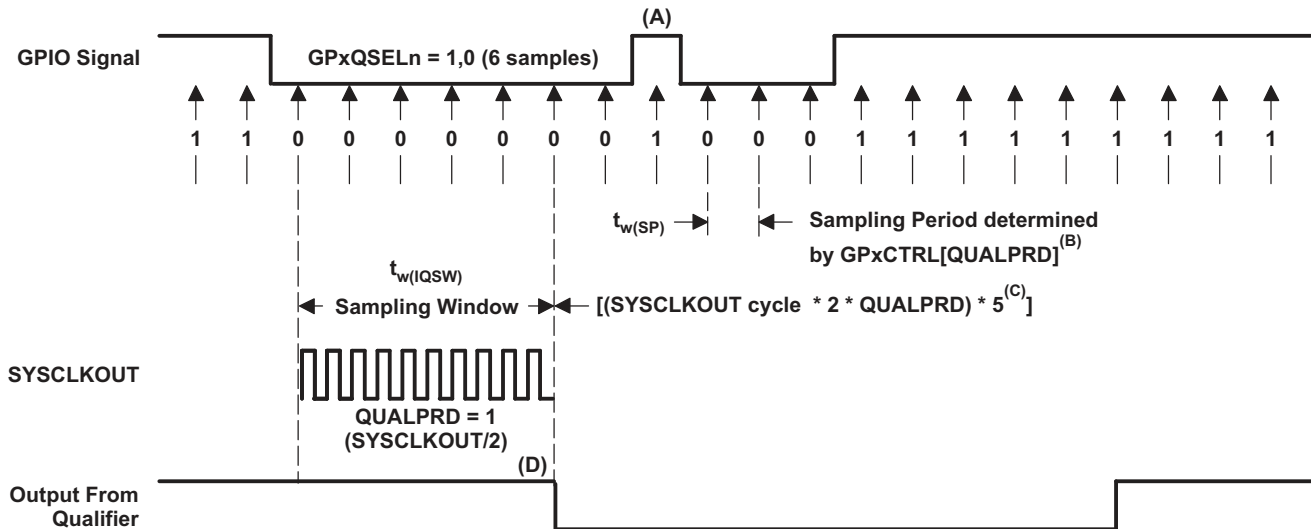 (A)
GPIO Signal
GPxQSELn = 1,0 (6 samples)
1 1 0 0 0 0 0 0 0 1 0 0 0 1 1 1 1 1 1 1 1 1
tw(SP)
Sampling Period determined
by GPxCTRL[QUALPRD](B)
tw(IQSW)
Sampling Window
[(SYSCLKOUT cycle * 2 * QUALPRD) * 5(C)]
SYSCLKOUT
QUALPRD = 1
(SYSCLKOUT/2)
(D)
Output From
Qualifier